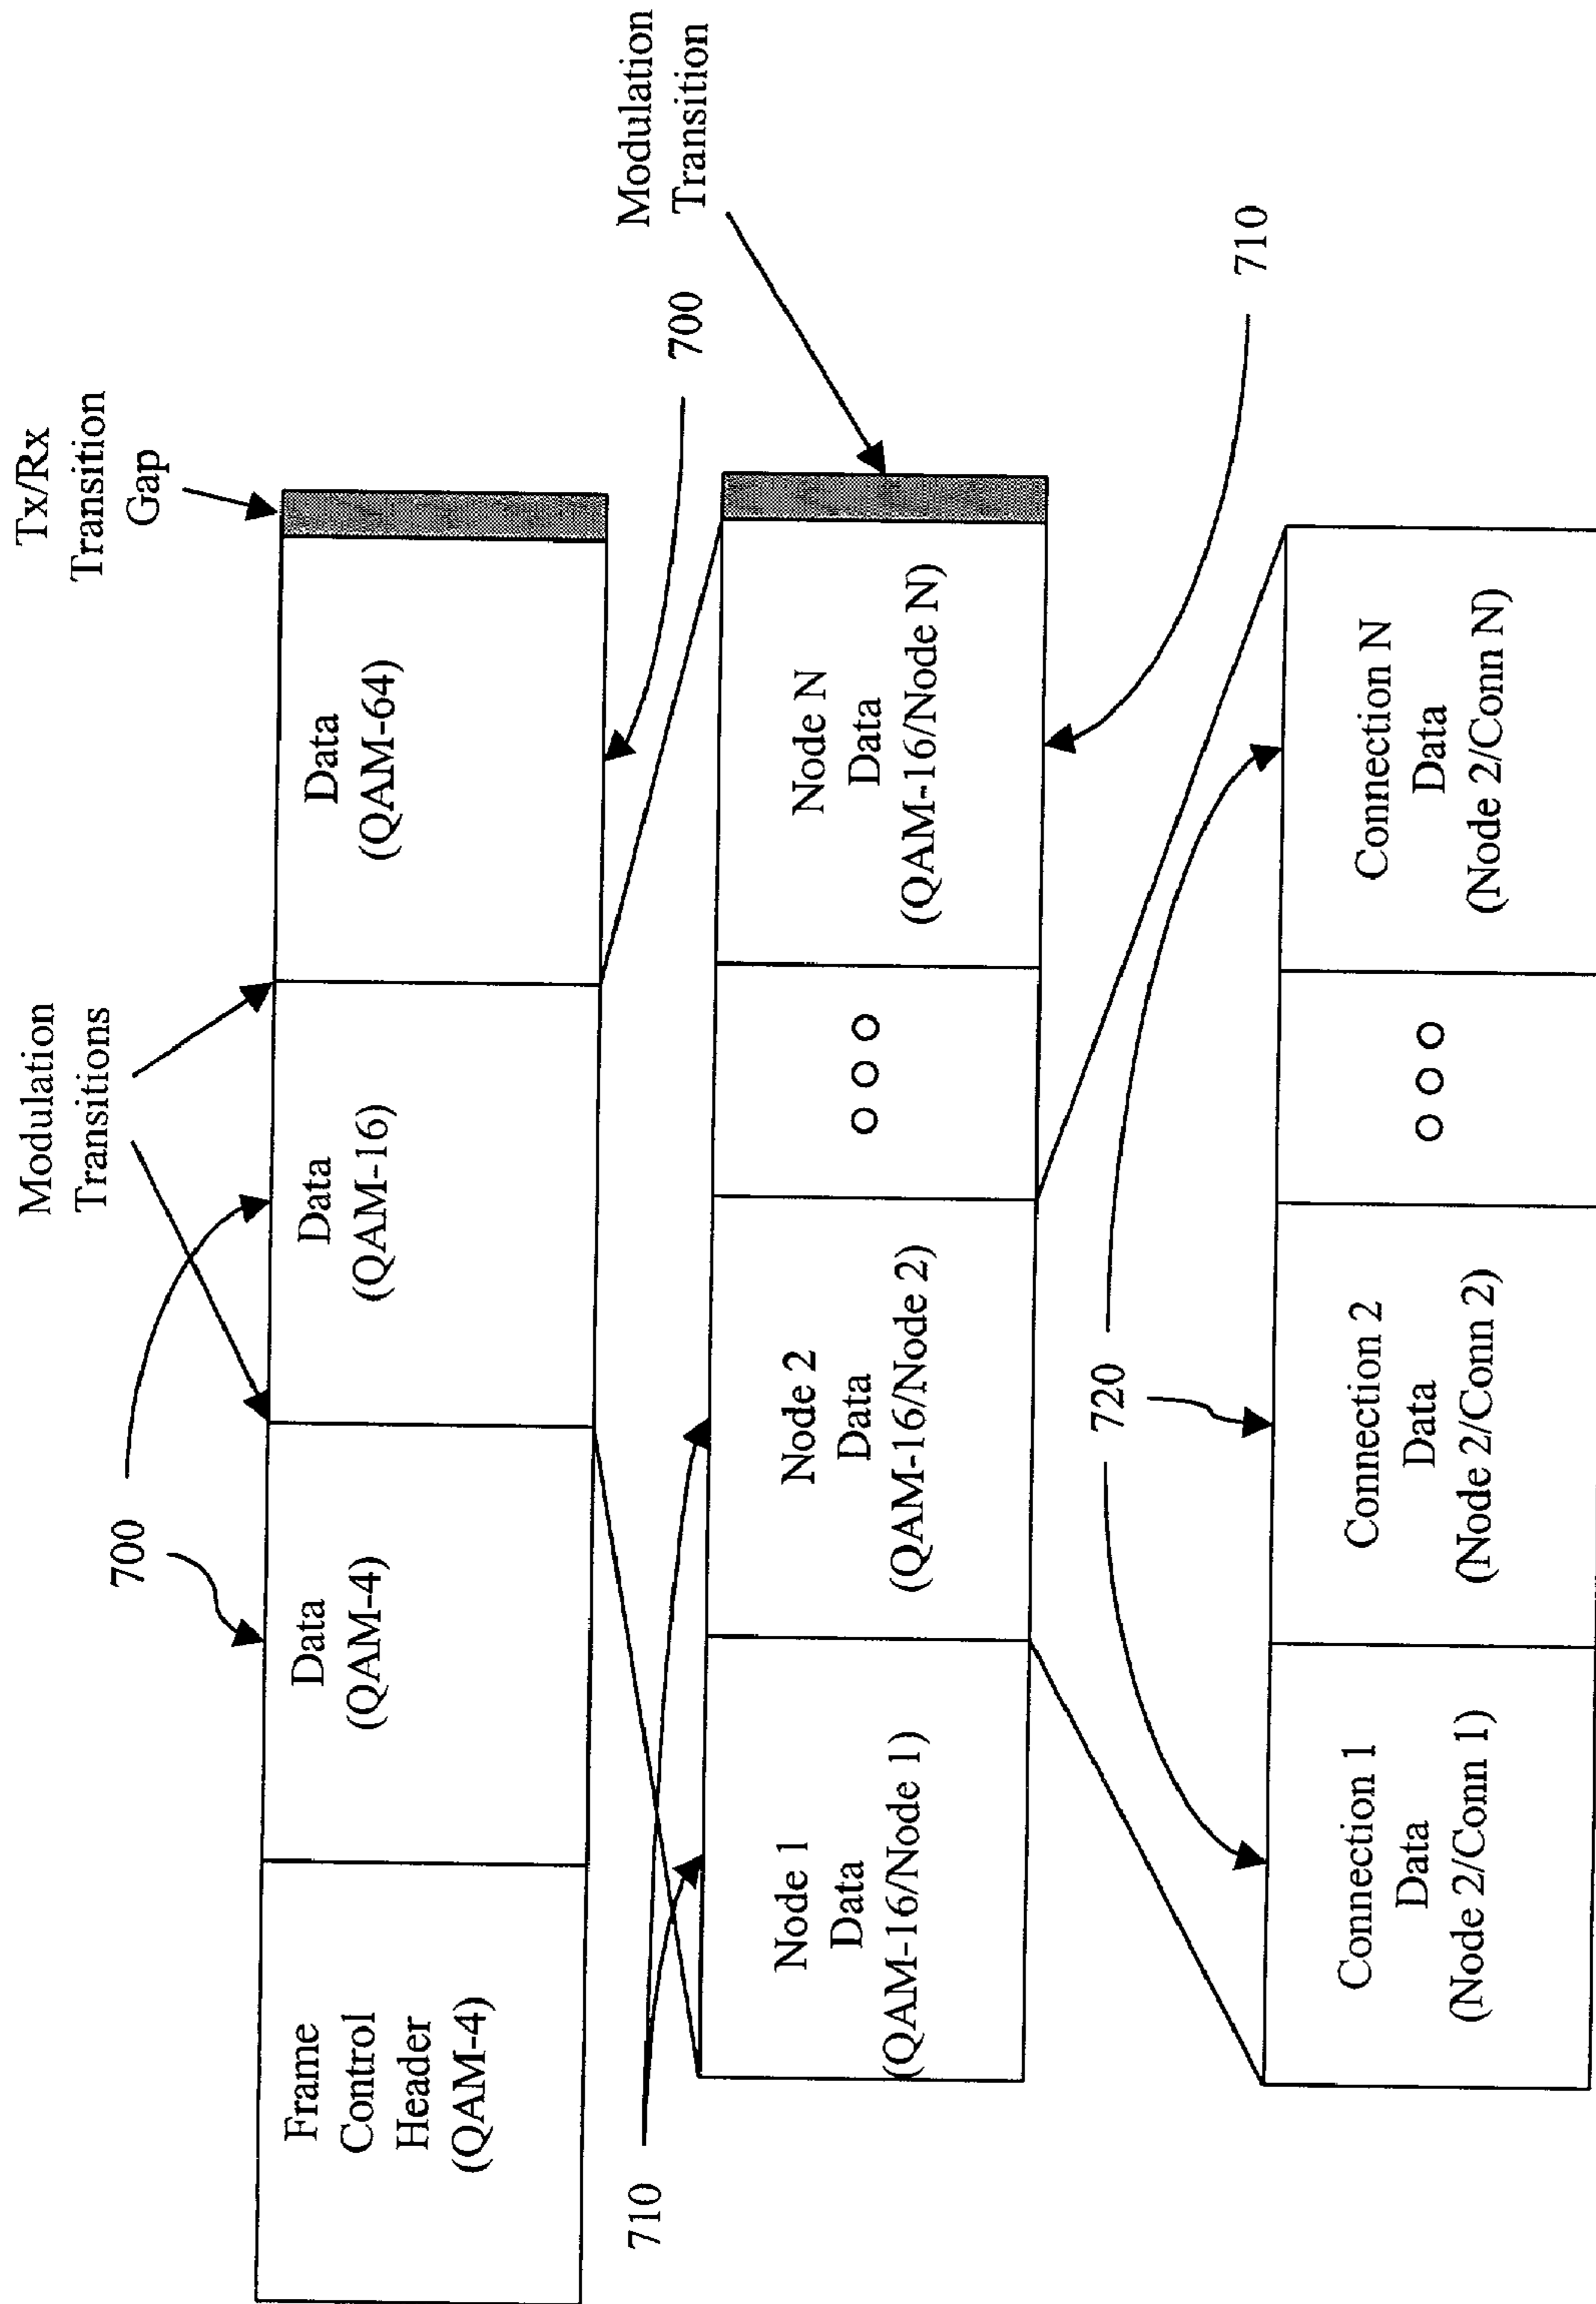 Tx/Rx
Transition
Gap
Modulation
Transitions
700
Frame
Control
Header
(QAM-4)
Data
(QAM-4)
Data
(QAM-16)
Data
(QAM-64)
700
Modulation
Transition
710
Node 1
Data
(QAM-16/Node 1)
Node 2
Data
(QAM-16/Node 2)
o o o
Node N
Data
(QAM-16/Node N)
710
720
Connection 1
Data
(Node 2/Conn 1)
Connection 2
Data
(Node 2/Conn 2)
o o o
Connection N
Data
(Node 2/Conn N)